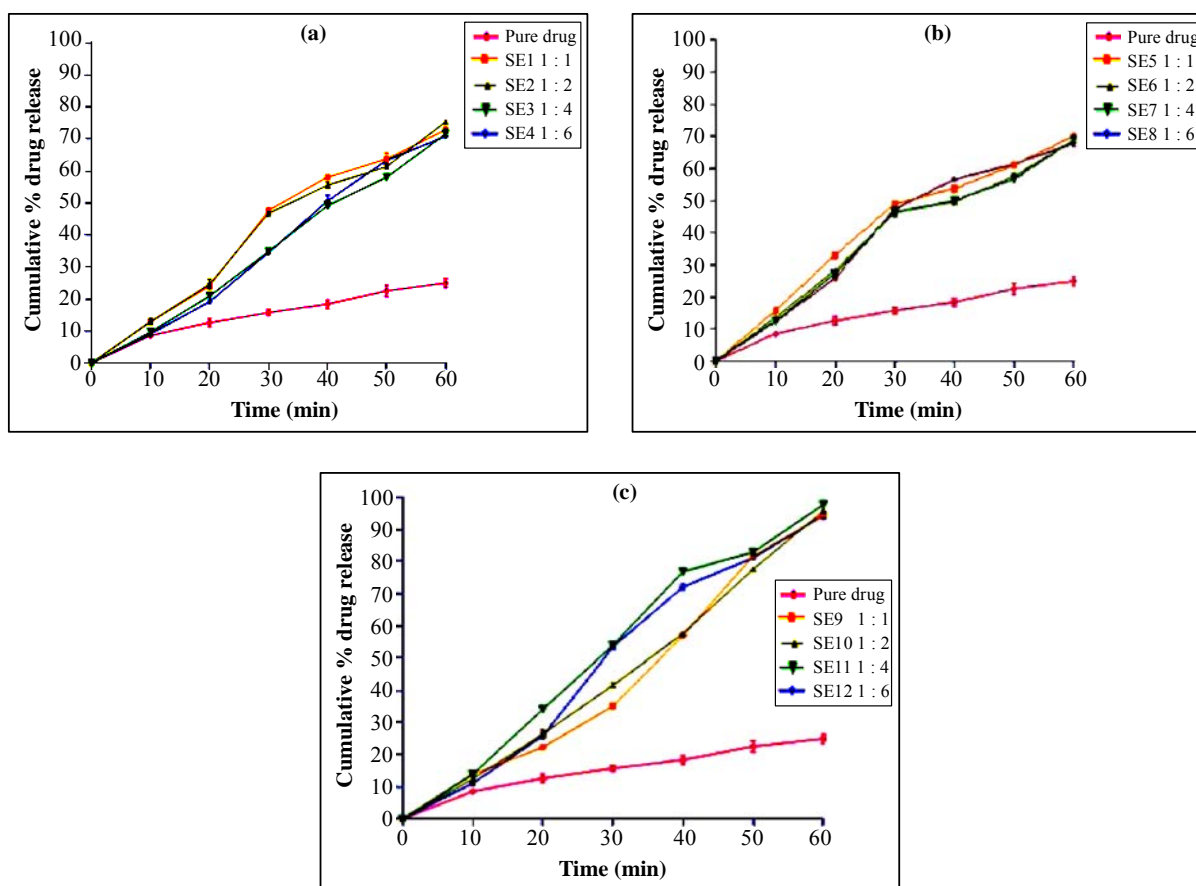 (a)
Cumulative % drug release
100
90
80
70
60
50
40
30
20
10
0
0 10 20 30 40 50 60
Time (min)
Pure drug
SE1 1 : 1
SE2 1 : 2
SE3 1 : 4
SE4 1 : 6
(b)
Cumulative % drug release
100
90
80
70
60
50
40
30
20
10
0
0 10 20 30 40 50 60
Time (min)
Pure drug
SE5 1 : 1
SE6 1 : 2
SE7 1 : 4
SE8 1 : 6
(c)
Cumulative % drug release
100
90
80
70
60
50
40
30
20
10
0
0 10 20 30 40 50 60
Time (min)
Pure drug
SE9 1 : 1
SE10 1 : 2
SE11 1 : 4
SE12 1 : 6